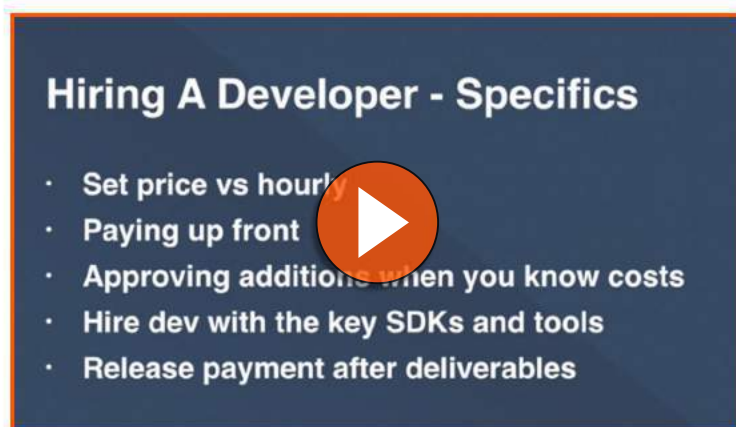 Hiring A Developer - Specifics
· Set price vs hourly
· Paying up front
· Approving additions when you know costs
· Hire dev with the key SDKs and tools
· Release payment after deliverables